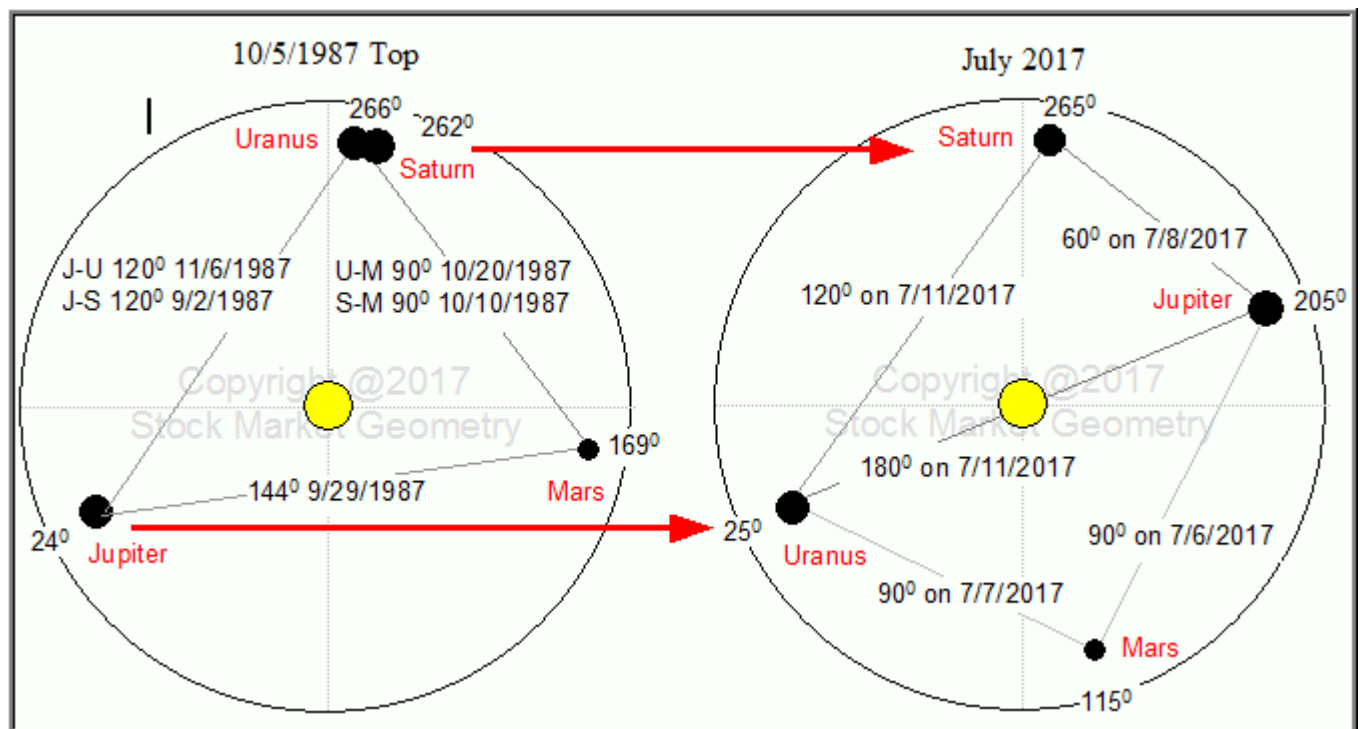 10/5/1987 Top
266⁰
Uranus
262⁰
Saturn
J-U 120⁰ 11/6/1987
J-S 120⁰ 9/2/1987
U-M 90⁰ 10/20/1987
S-M 90⁰ 10/10/1987
Copyright @2017
Stock Market Geometry
169⁰
144⁰ 9/29/1987
Mars
24⁰
Jupiter
July 2017
265⁰
Saturn
60⁰ on 7/8/2017
120⁰ on 7/11/2017
Jupiter
205⁰
Copyright @2017
Stock Market Geometry
180⁰ on 7/11/2017
25⁰
Uranus
90⁰ on 7/6/2017
90⁰ on 7/7/2017
Mars
115⁰